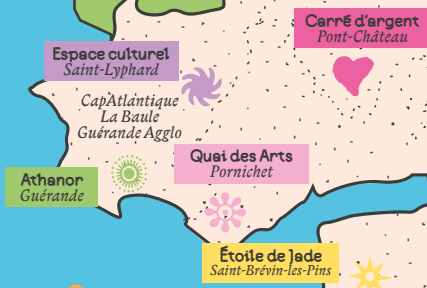 Carré d'argent
Pont-Château
Espace culturel
Saint-Lyphard
CapAtlantique
La Baule
Guérande Agglo
Quai des Arts
Pornichet
Athanor
Guérande
Étoile de Jade
Saint-Brévin-les-Pins